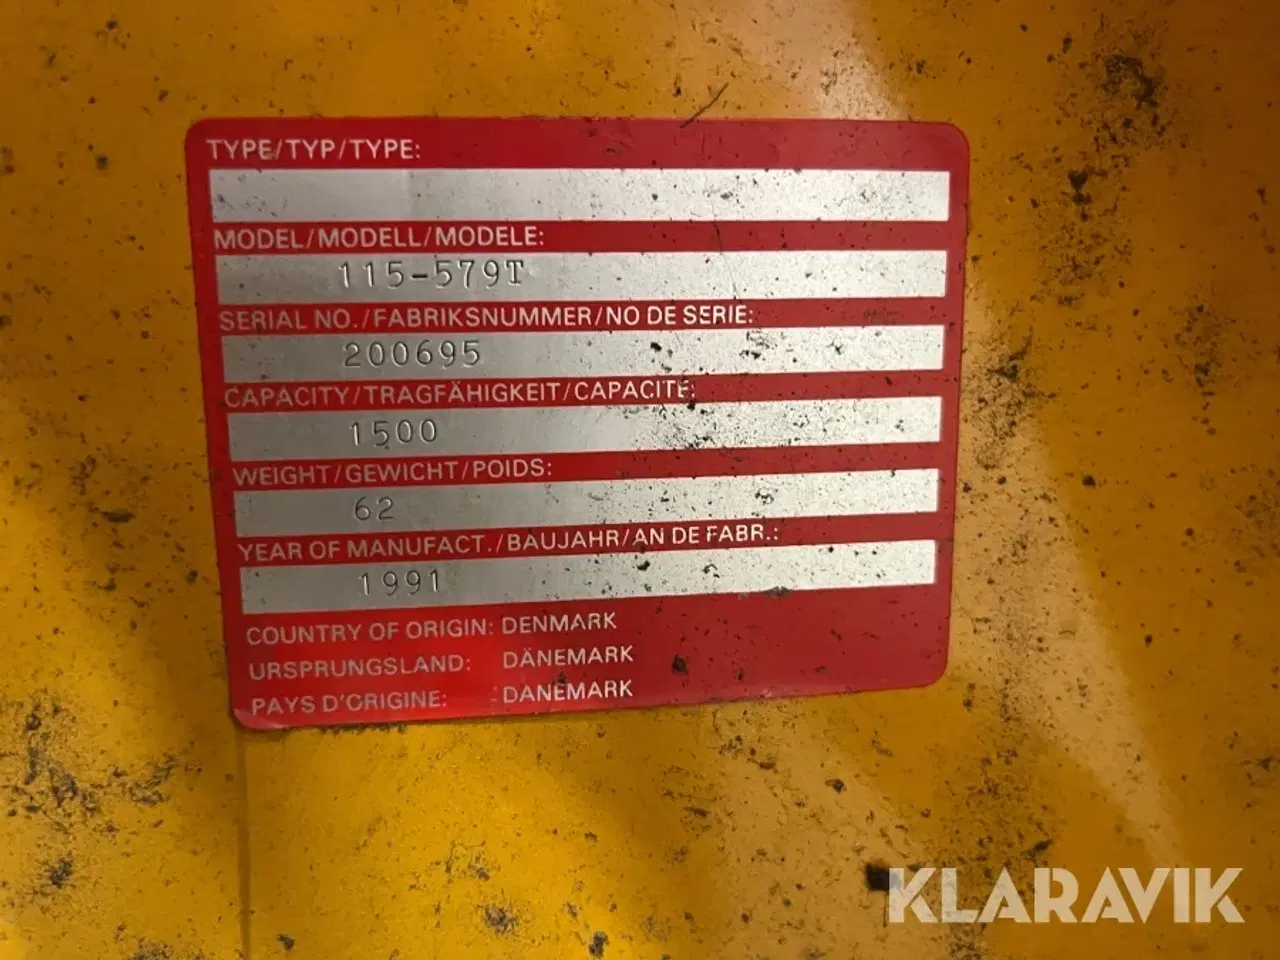 TYPE/TYP/TYPE:
MODEL/MODELL/MODELE:
115-579T
SERIAL NO./FABRIKSNUMMER/NO DE SERIE:
200695
CAPACITY/TRAGFÄHIGKEIT/CAPACITE:
1500
WEIGHT/GEWICHT/POIDS:
62
YEAR OF MANUFACT./BAUJAHR/AN DE FABR.:
1991
COUNTRY OF ORIGIN: DENMARK
URSPRUNGSLAND: DÄNEMARK
PAYS D'ORIGINE: DANEMARK
KLARAVIK